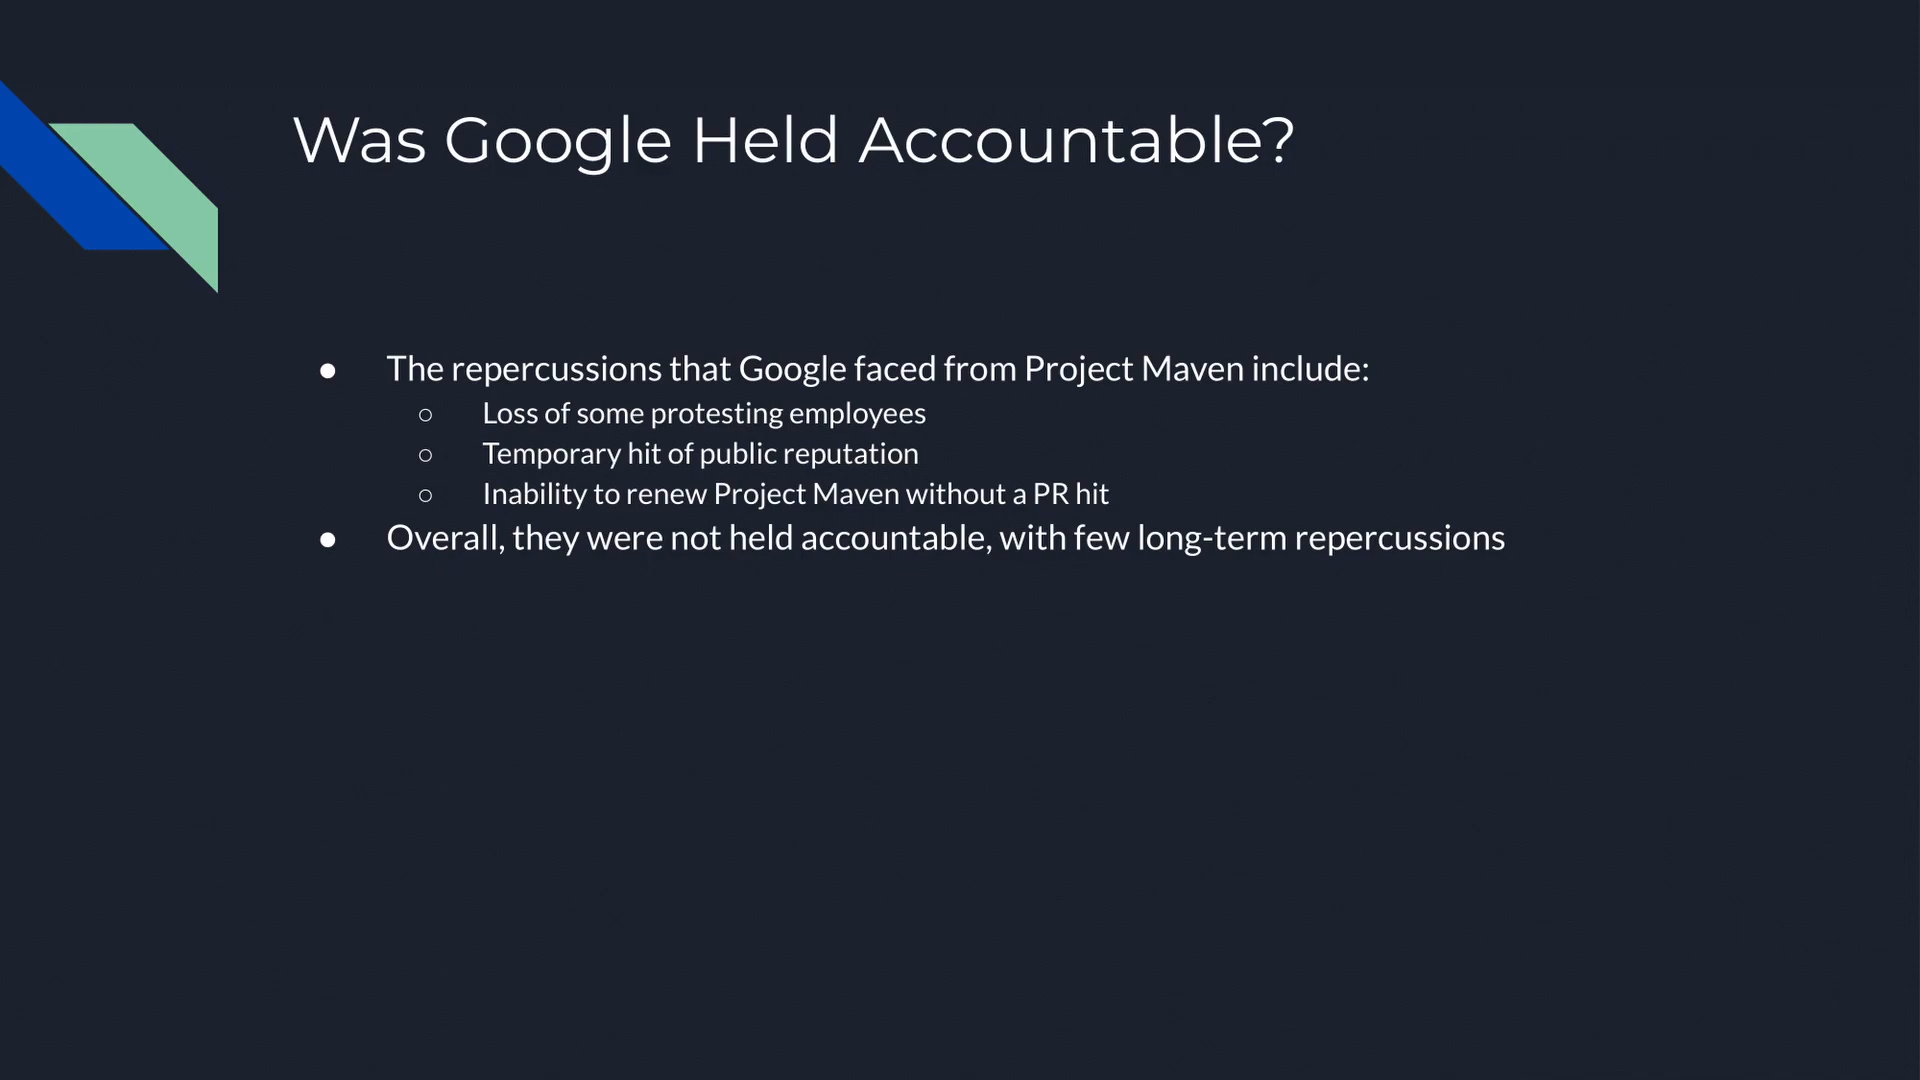 Was Google Held Accountable?
● The repercussions that Google faced from Project Maven include:
○ Loss of some protesting employees
○ Temporary hit of public reputation
○ Inability to renew Project Maven without a PR hit
● Overall, they were not held accountable, with few long-term repercussions